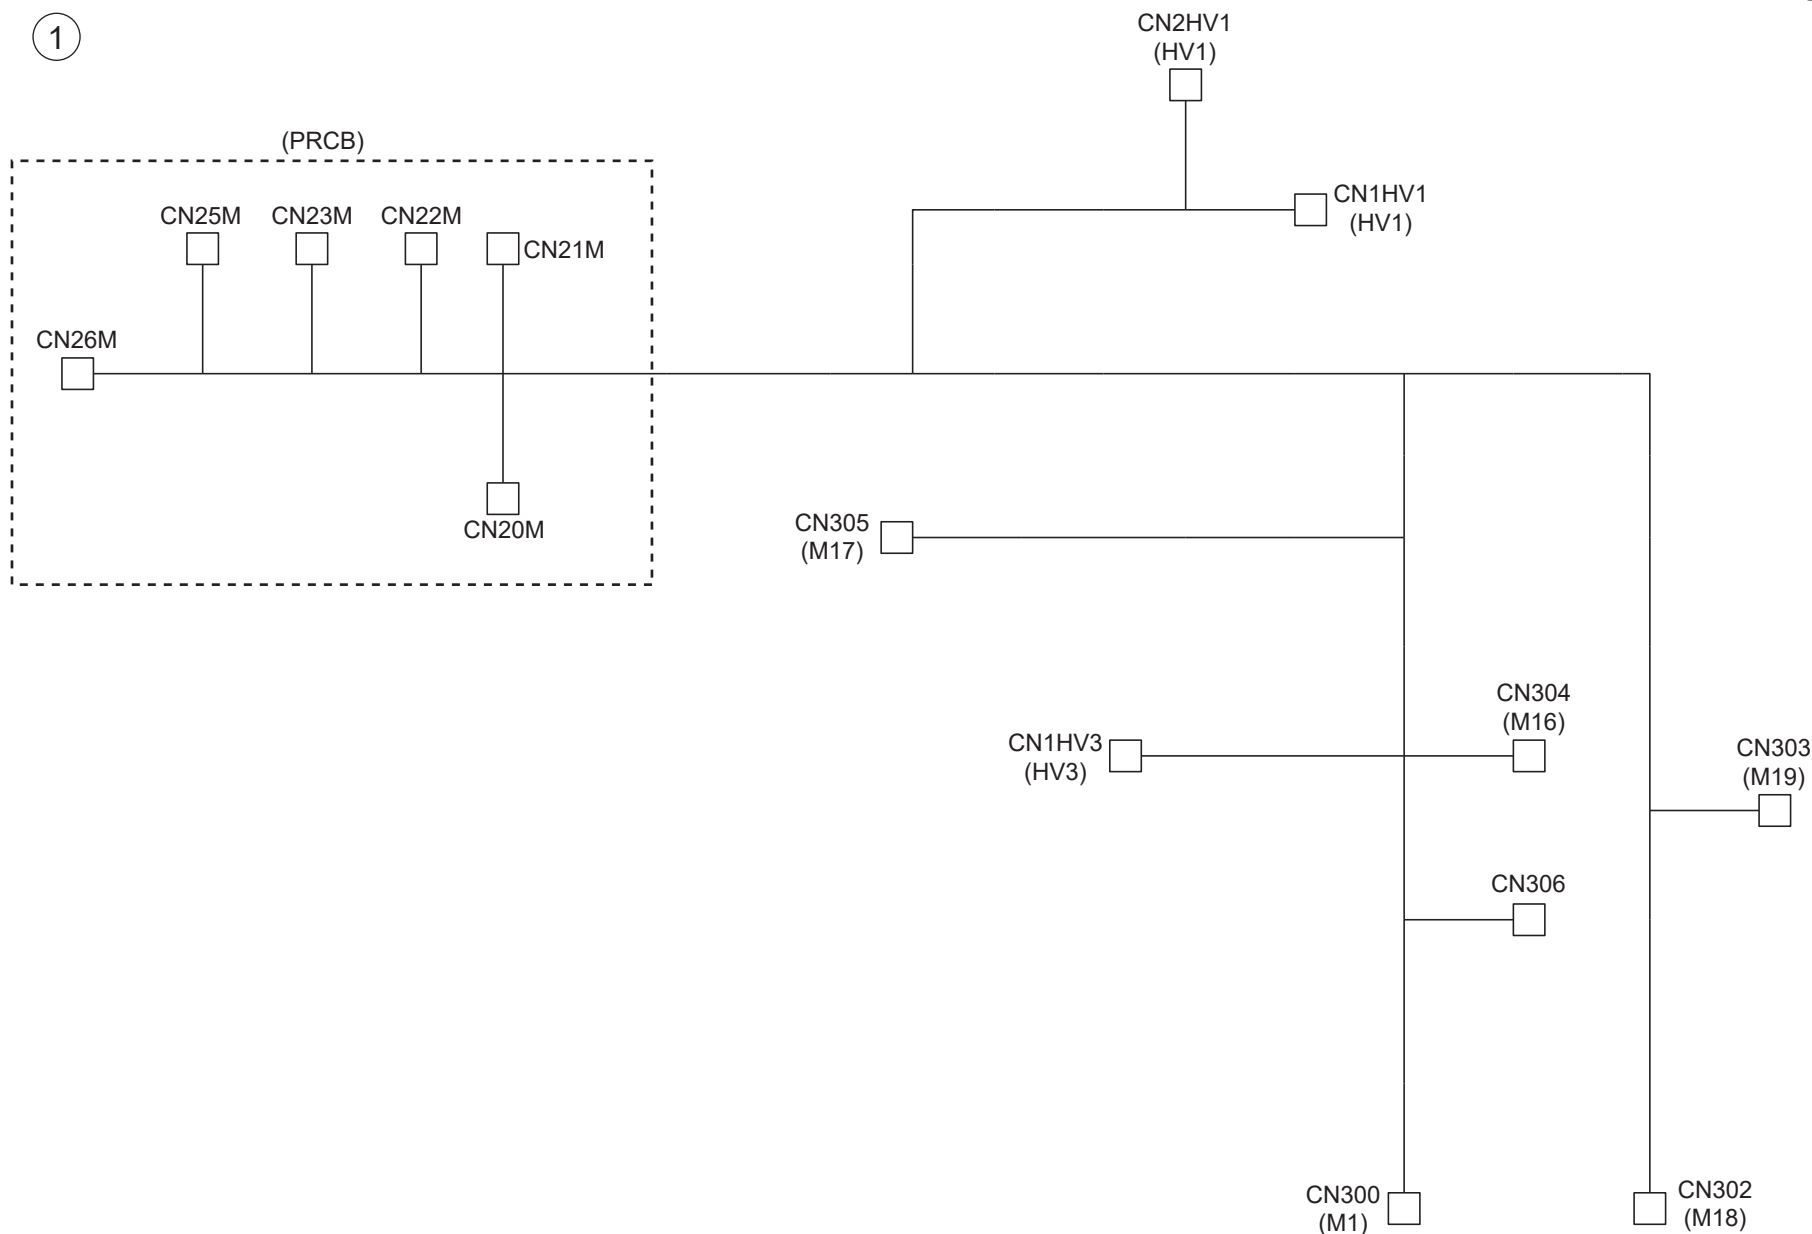 1
CN2HV1
(HV1)
(PRCB)
CN1HV1
(HV1)
CN25M
CN23M
CN22M
CN21M
CN26M
CN20M
CN305
(M17)
CN304
(M16)
CN1HV3
(HV3)
CN303
(M19)
CN306
CN300
(M1)
CN302
(M18)